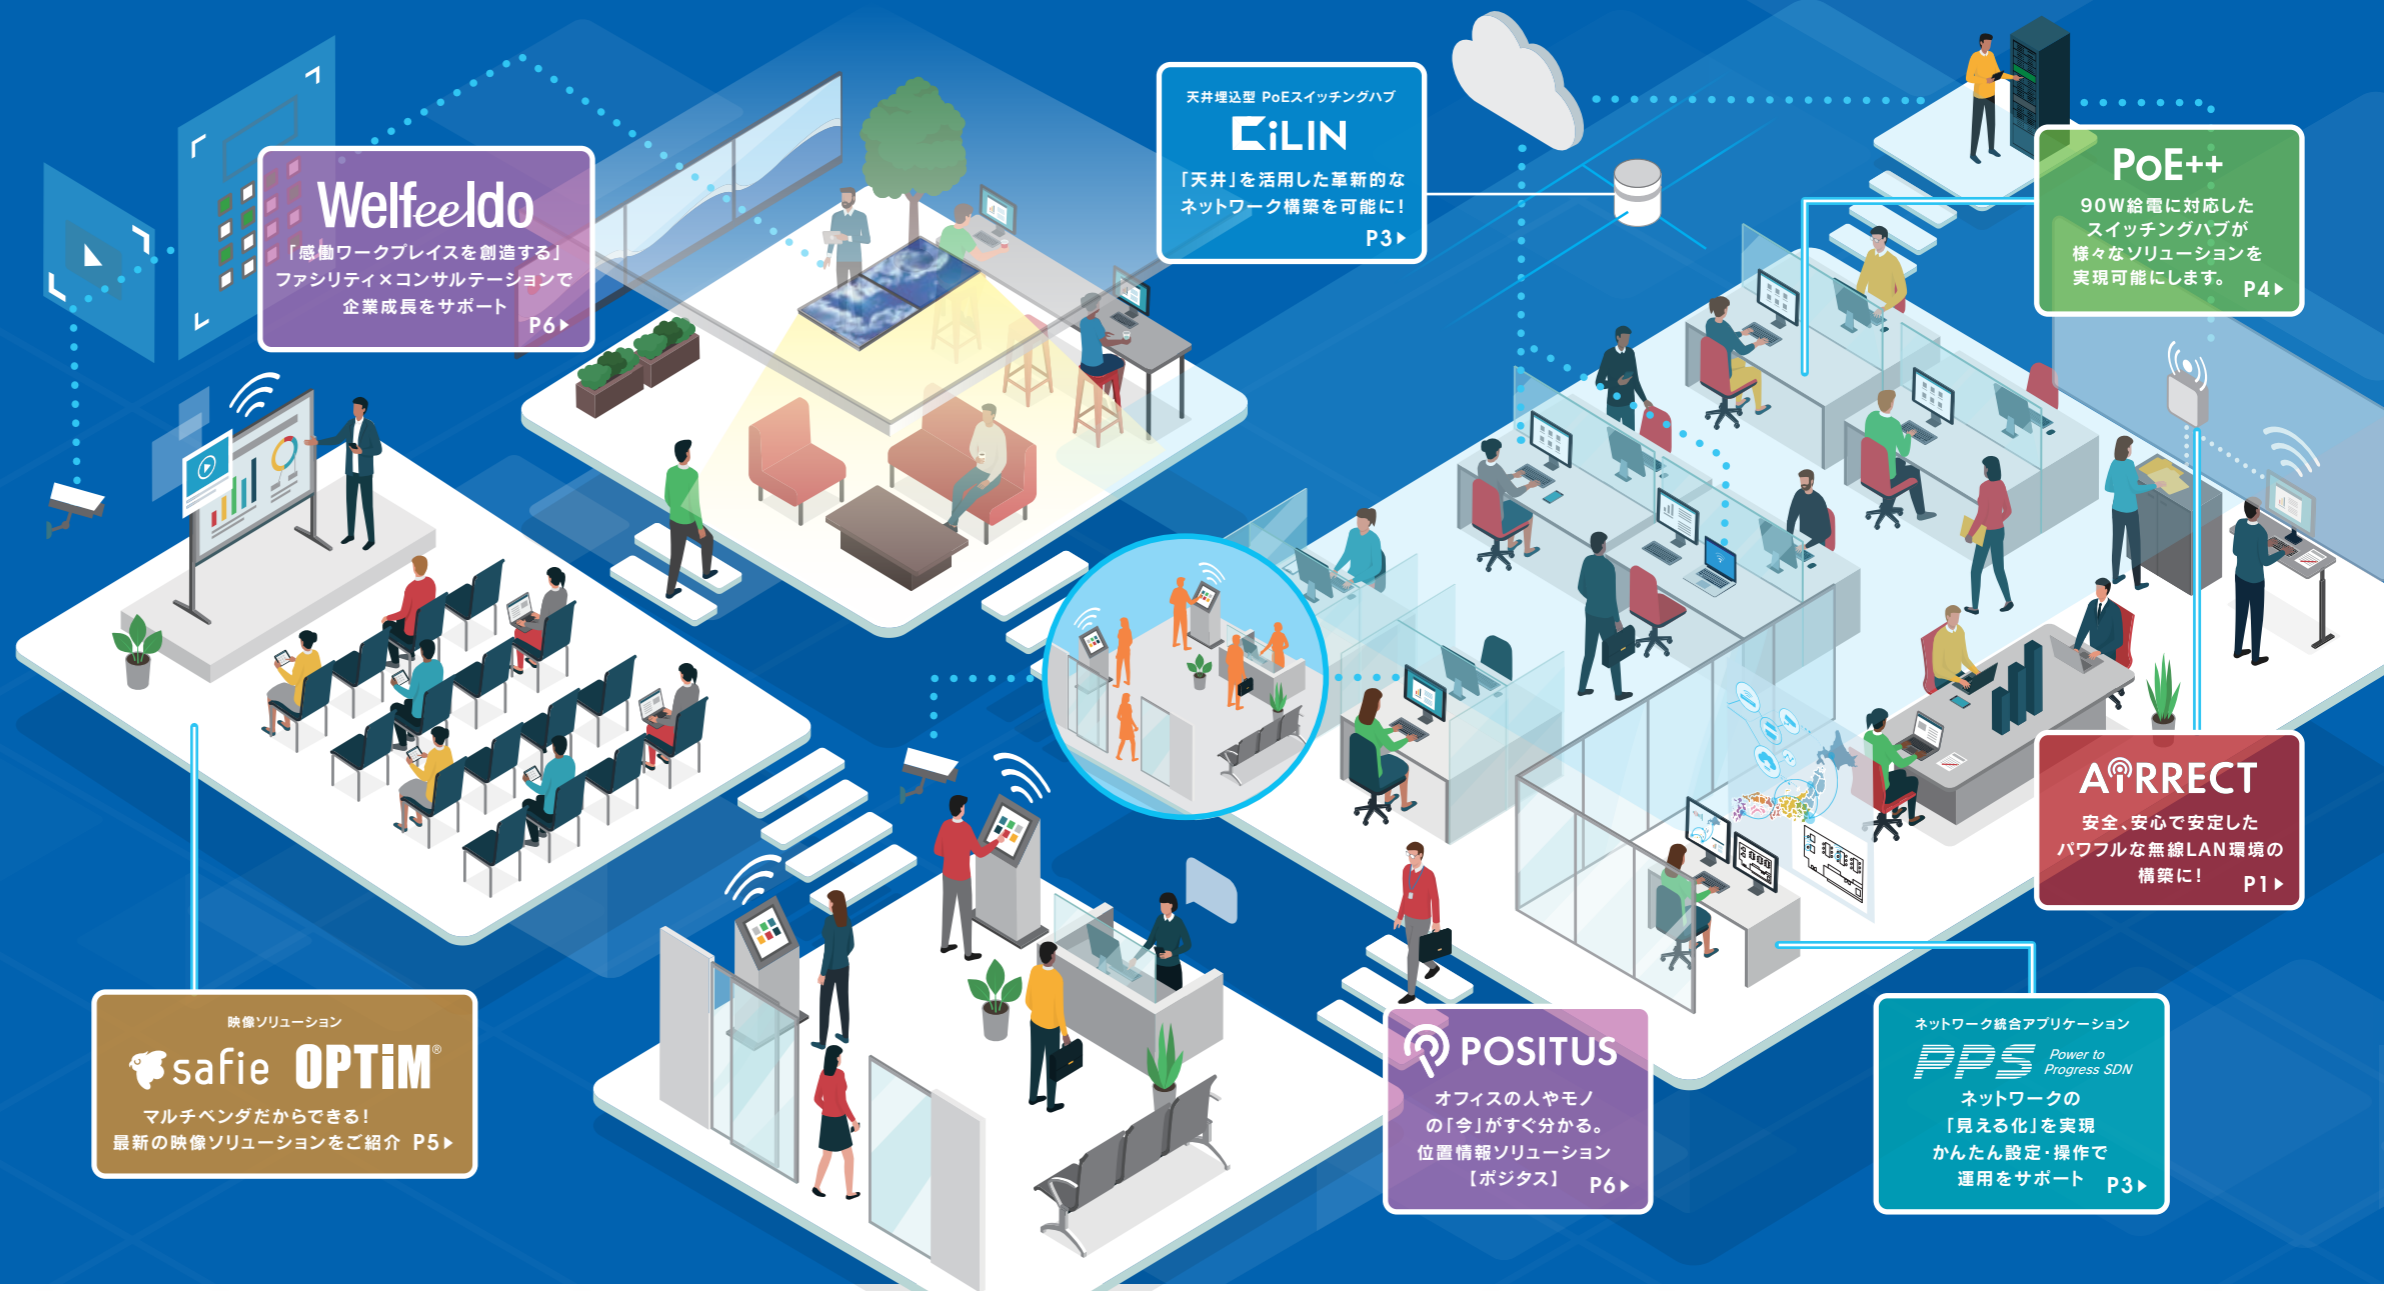 Welfeeldo
「感働ワークプレイスを創造する」
ファシリティ×コンサルテーションで
企業成長をサポート
P6
天井埋込型 PoEスイッチングハブ
CiLIN
「天井」を活用した革新的な
ネットワーク構築を可能に!
P3
PoE++
90W給電に対応した
スイッチングハブが
様々なソリューションを
実現可能にします。
P4
AiRRECT
安全、安心で安定した
パワフルな無線LAN環境の
構築に!
P1
映像ソリューション
safie OPTiM®
マルチベンダだからできる!
最新の映像ソリューションをご紹介 P5
POSITUS
オフィスの人やモノ
の「今」がすぐ分かる。
位置情報ソリューション
【ポジタス】
P6
ネットワーク統合アプリケーション
PPS Power to
Progress SDN
ネットワークの
「見える化」を実現
かんたん設定・操作で
運用をサポート
P3